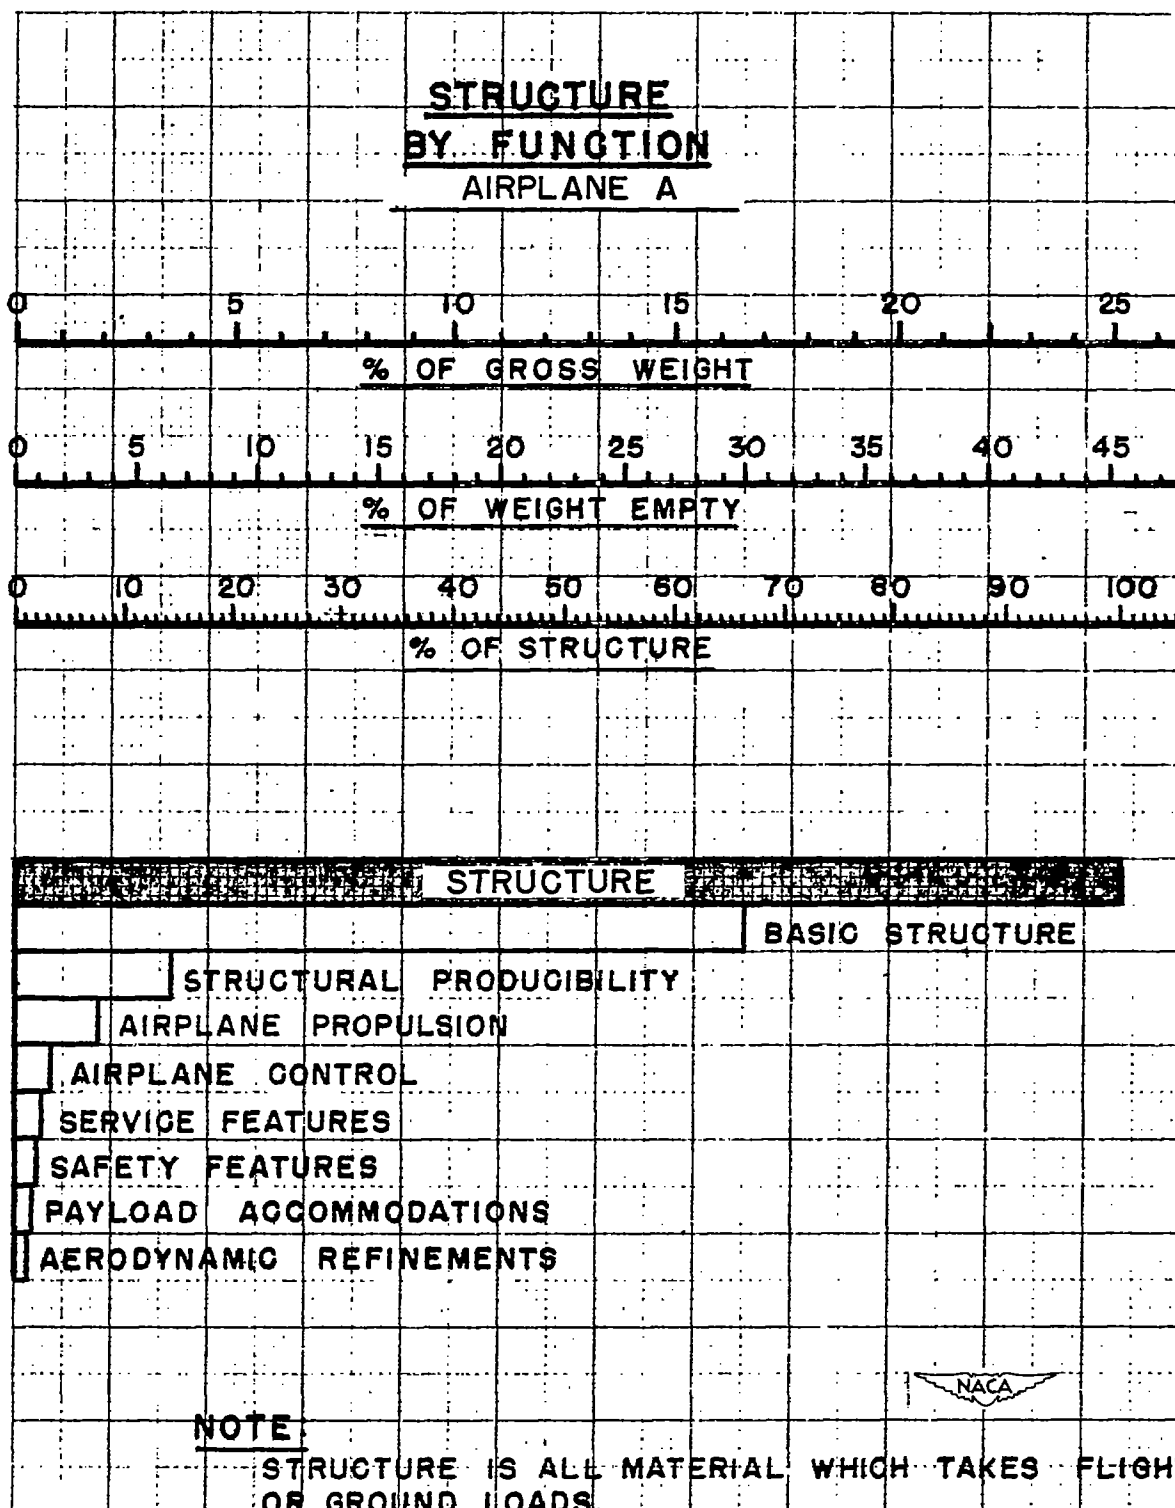 STRUCTURE
BY FUNCTION
AIRPLANE A
0 5 10 15 20 25
% OF GROSS WEIGHT
0 5 10 15 20 25 30 35 40 45
% OF WEIGHT EMPTY
0 10 20 30 40 50 60 70 80 90 100
% OF STRUCTURE
STRUCTURE
BASIC STRUCTURE
STRUCTURAL PRODUCIBILITY
AIRPLANE PROPULSION
AIRPLANE CONTROL
SERVICE FEATURES
SAFETY FEATURES
PAYLOAD ACCOMMODATIONS
AERODYNAMIC REFINEMENTS
NACA
NOTE:
STRUCTURE IS ALL MATERIAL WHICH TAKES FLIGH
OR GROUND LOADS